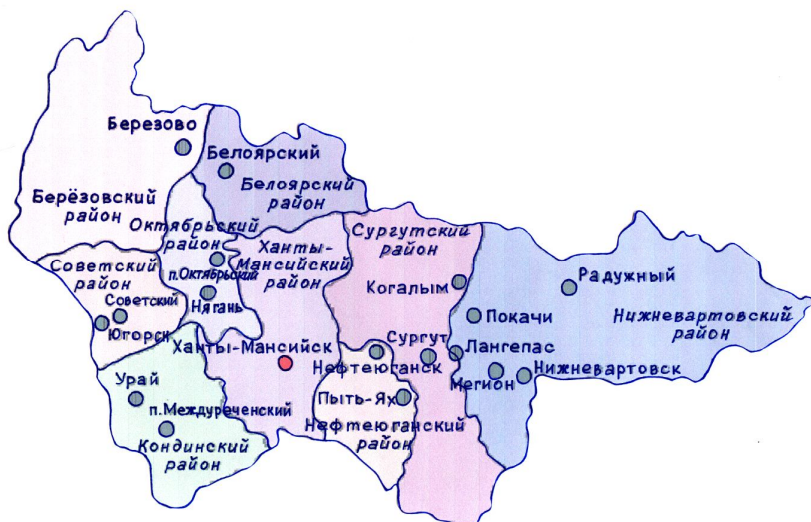 Березово
Белоярский
Белоярский
район
Берёзовский
район
Октябрьский
район
Ханты-
Мансийский
район
Сургутский
район
Советский
район
п.Октябрьский
Нягань
Советский
Югорск
Когалым
Радужный
Покачи
Нижневартовский
район
Ханты-Мансийск
Сургут
Лангепас
Нефтеюганск
Мегион
Нижневартовск
Урай
п.Междуреченский
Кондинский
район
Пыть-Ях
Нефтеюганский
район